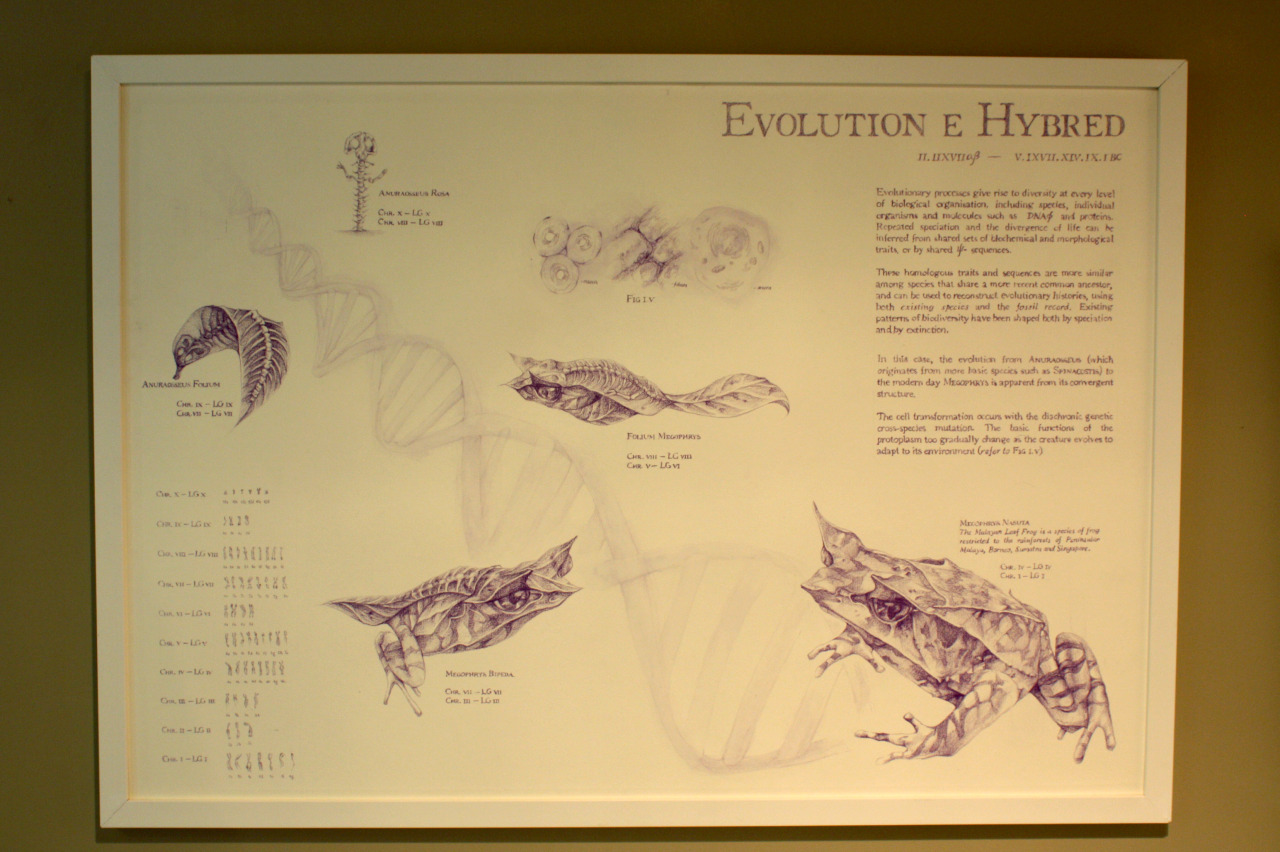 EVOLUTION E HYBRED
II.IIXVIIαβ — V.IXVII.XIV.IX.I BC
Evolutionary processes give rise to diversity at every level
of biological organisation, including species, individual
organisms and molecules such as DNAβ and proteins.
Repeated speciation and the divergence of life can be
inferred from shared sets of biochemical and morphological
traits, or by shared ψ- sequences.
These homologous traits and sequences are more similar
among species that share a more recent common ancestor,
and can be used to reconstruct evolutionary histories, using
both existing species and the fossil record. Existing
patterns of biodiversity have been shaped both by speciation
and by extinction.
In this case, the evolution from (which
originates from more basic species such as to
the modern day MEGOPHRYS is apparent from its convergent
structure.
The cell transformation occurs with the diachronic genetic
cross-species mutation. The basic functions of the
protoplasm too gradually change as the creature evolves to
adapt to its environment (refer to FIG I.V)
ROSA
CHR. X – LG X
CHR. VIII – LG VIII
FIG I.V
FOLIUM
CHR. IX – LG IX
CHR. VII – LG VII
FOLIUM MEGOPHRYS
CHR. VIII – LG VIII
CHR. V – LG VI
CHR. X – LG X
CHR. IX – LG IX
CHR. VIII – LG VIII
CHR. VII – LG VII
CHR. VI – LG VI
CHR. V – LG V
CHR. IV – LG IV
CHR. III – LG III
CHR. II – LG II
CHR. I – LG I
MEGOPHRYS BIPEDA
CHR. VII – LG VII
CHR. III – LG III
MEGOPHRYS NASUTA
The Malayan Leaf Frog is a species of frog
restricted to the rainforests of Peninsular
Malaya, Borneo, Sumatra and Singapore.
CHR. IV – LG IV
CHR. I – LG I